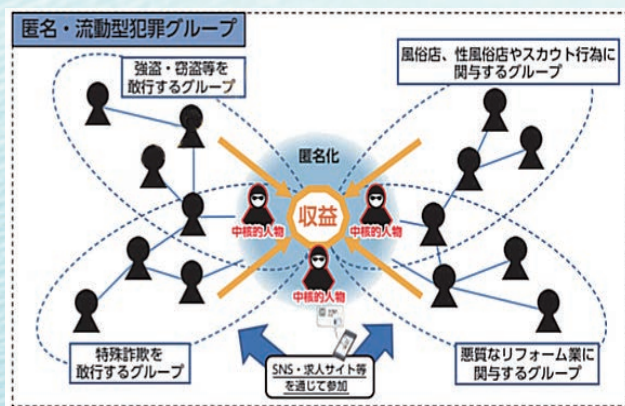 匿名・流動型犯罪グループ
強盗・窃盗等を
敢行するグループ
風俗店、性風俗店やスカウト行為に
関与するグループ
匿名化
収益
中核的人物
中核的人物
中核的人物
特殊詐欺を
敢行するグループ
SNS・求人サイト等
を通じて参加
悪質なリフォーム業に
関与するグループ